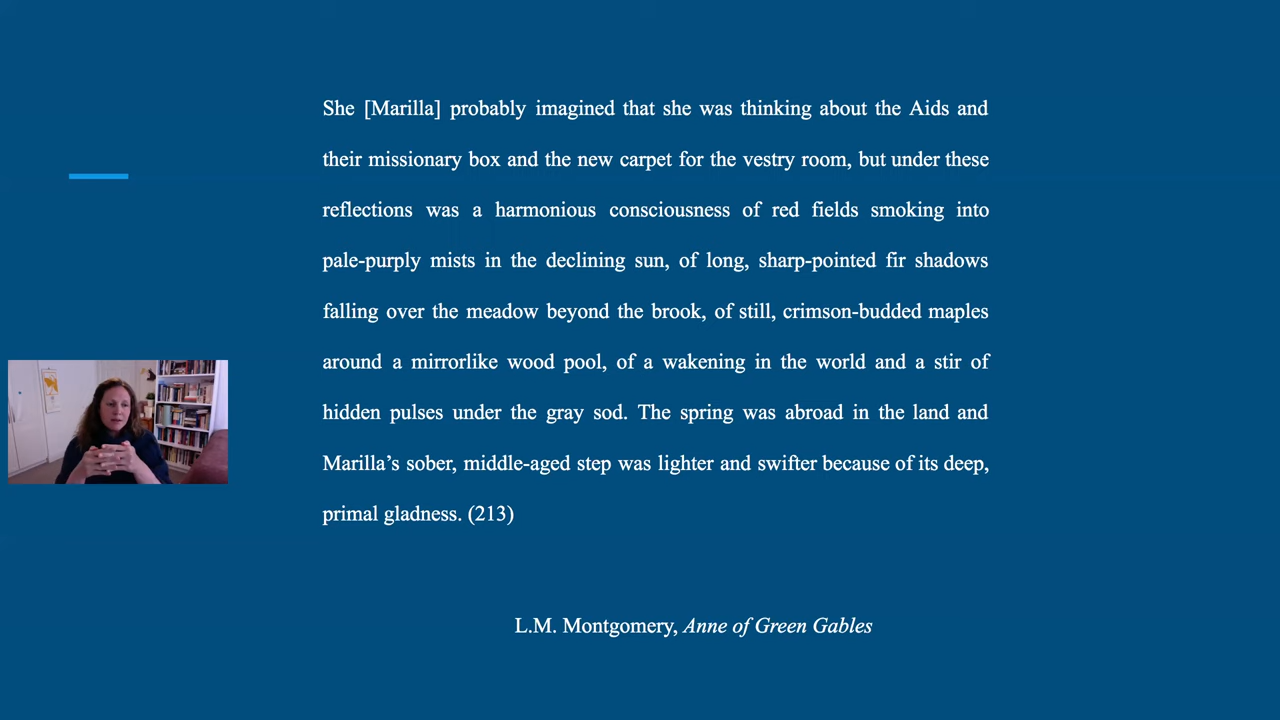 She [Marilla] probably imagined that she was thinking about the Aids and
their missionary box and the new carpet for the vestry room, but under these
reflections was a harmonious consciousness of red fields smoking into
pale-purply mists in the declining sun, of long, sharp-pointed fir shadows
falling over the meadow beyond the brook, of still, crimson-budded maples
around a mirrorlike wood pool, of a wakening in the world and a stir of
hidden pulses under the gray sod. The spring was abroad in the land and
Marilla’s sober, middle-aged step was lighter and swifter because of its deep,
primal gladness. (213)
L.M. Montgomery, Anne of Green Gables